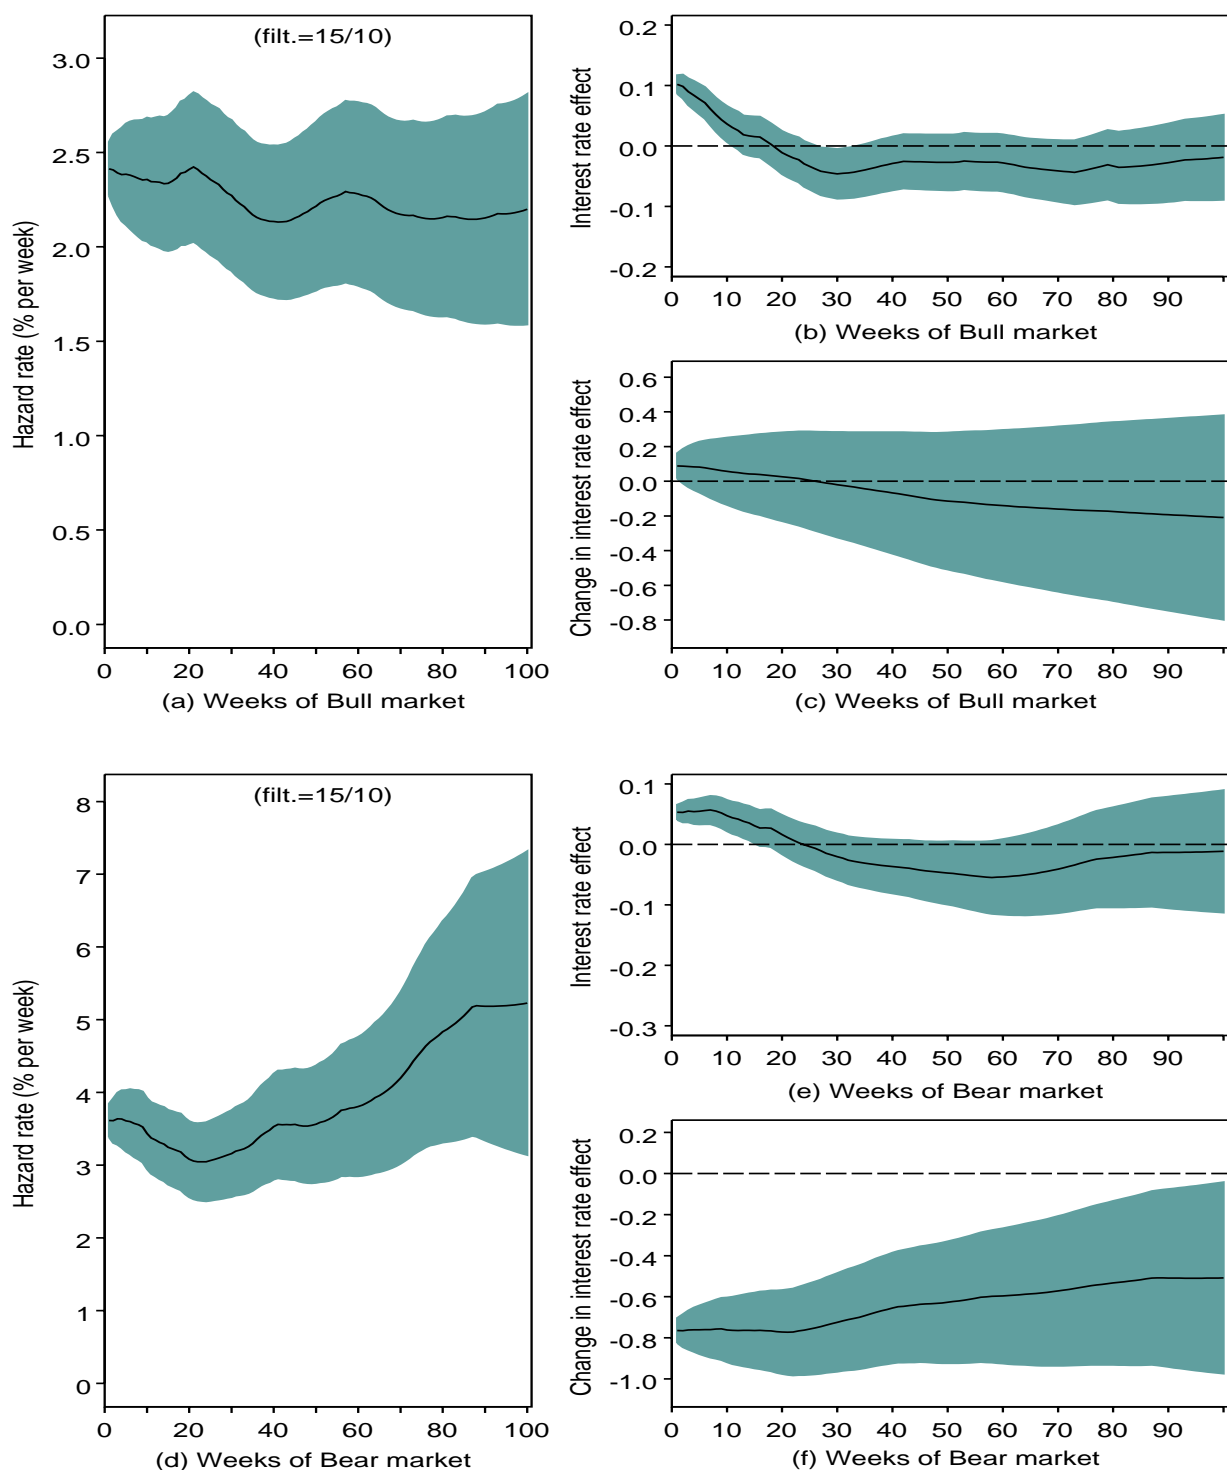 (filt.=15/10)
Hazard rate (% per week)
3.0
2.5
2.0
1.5
1.0
0.5
0.0
0 20 40 60 80 100
(a) Weeks of Bull market
Interest rate effect
0.2
0.1
0.0
-0.1
-0.2
0 10 20 30 40 50 60 70 80 90
(b) Weeks of Bull market
Change in interest rate effect
0.6
0.4
0.2
0.0
-0.2
-0.4
-0.6
-0.8
0 10 20 30 40 50 60 70 80 90
(c) Weeks of Bull market
(filt.=15/10)
Hazard rate (% per week)
8
7
6
5
4
3
2
1
0
0 20 40 60 80 100
(d) Weeks of Bear market
Interest rate effect
0.1
0.0
-0.1
-0.2
-0.3
0 10 20 30 40 50 60 70 80 90
(e) Weeks of Bear market
Change in interest rate effect
0.2
0.0
-0.2
-0.4
-0.6
-0.8
-1.0
0 10 20 30 40 50 60 70 80 90
(f) Weeks of Bear market